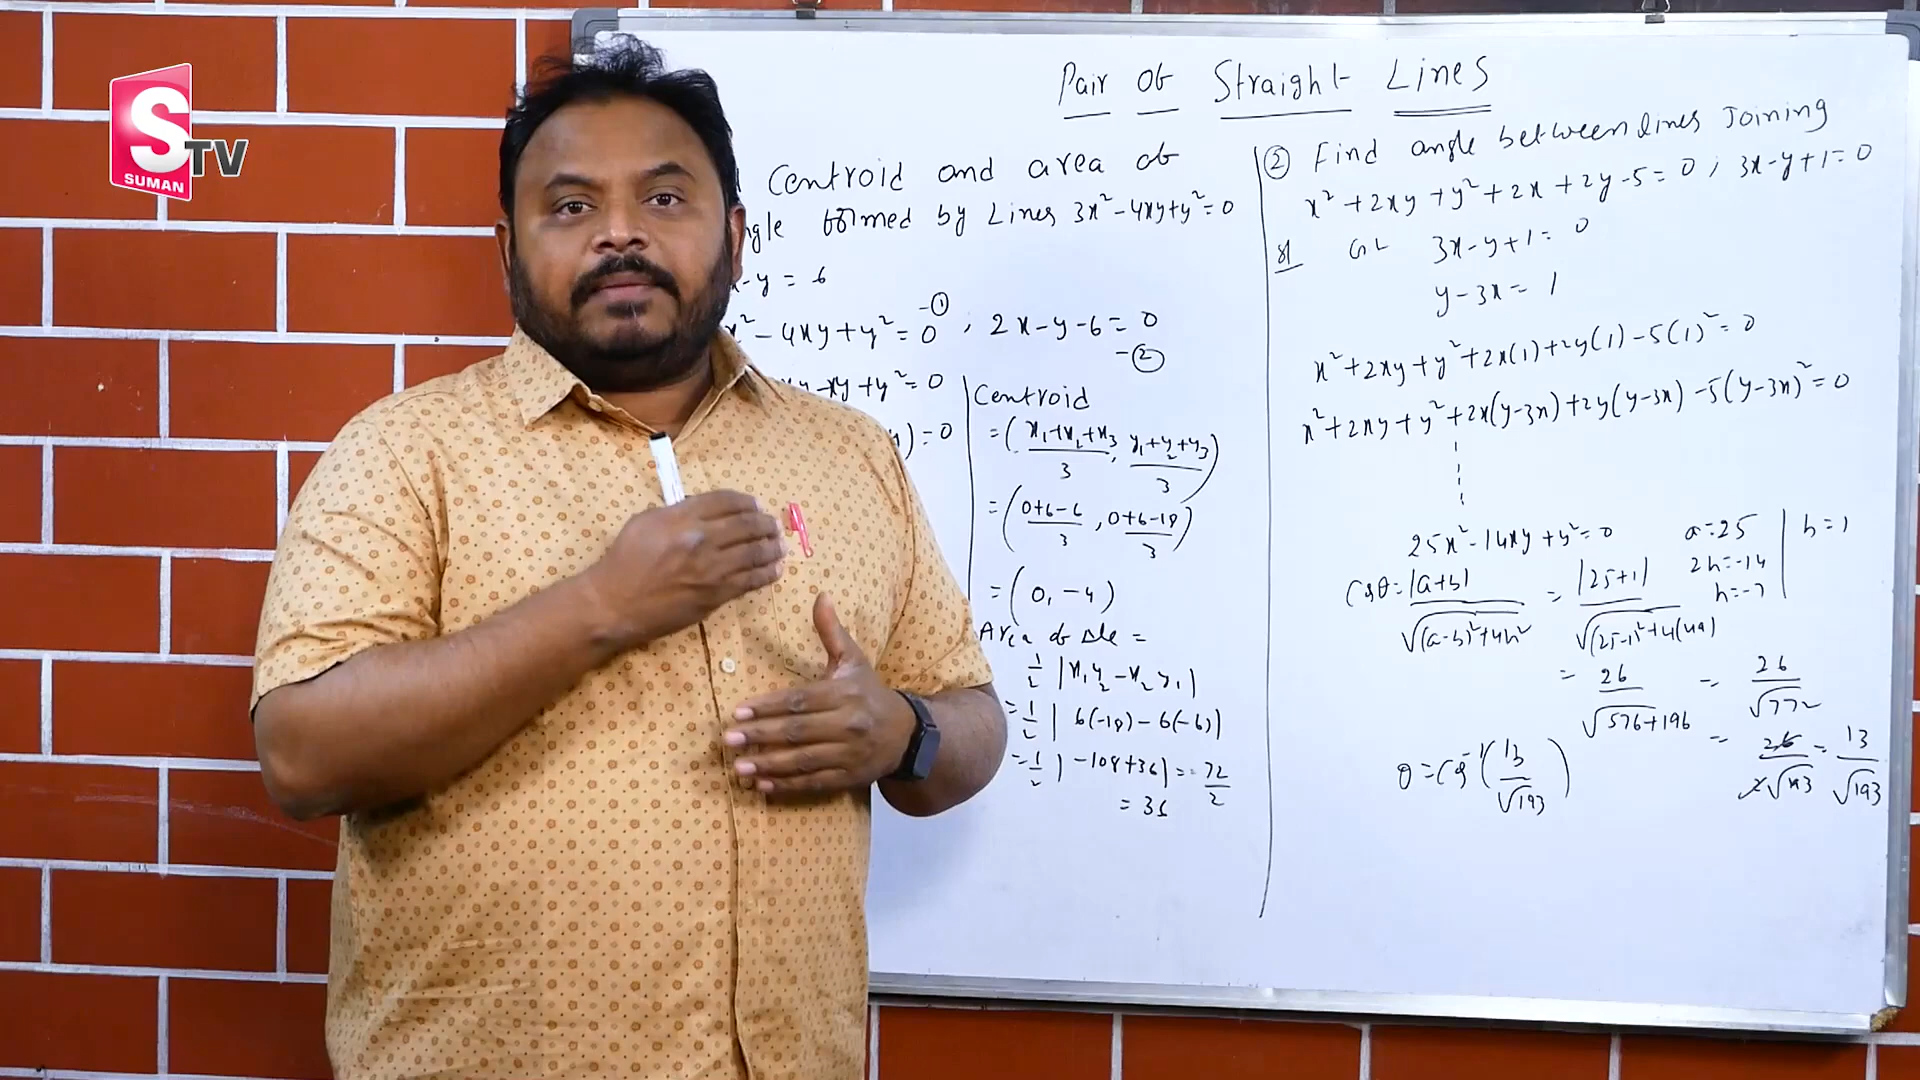 S TV
SUMAN
Pair of Straight Lines
Centroid and area of
ngle formed by Lines 3x²-4xy+y²=0
x-y = 6
x²-4xy+y²=0 -① , 2x-y-6=0 -②
xy-xy+y²=0
y)=0
Centroid
=(x₁+x₂+x₃/3, y₁+y₂+y₃/3)
=(0+6-6/3, 0+6-18/3)
=(0, -4)
Area of Δle =
1/2 |x₁y₂-x₂y₁|
=1/2 | 6(-18) - 6(-6)|
=1/2 |-108+36| = 72/2
= 36
② Find angle between lines Joining
x²+2xy+y²+2x+2y-5=0 ; 3x-y+1=0
3x-y+1=0
y-3x=1
x²+2xy+y²+2x(1)+2y(1)-5(1)²=0
x²+2xy+y²+2x(y-3x)+2y(y-3x)-5(y-3x)²=0
25x²-14xy+y²=0
a=25
2h=-14
h=-7
b=1
Cosθ=|a+b|/√(a-b)²+4h² = |25+1|/√(25-1)²+4(49)
= 26/√576+196 = 26/√772
= 26/2√193 = 13/√193
θ=Cos⁻¹(13/√193)